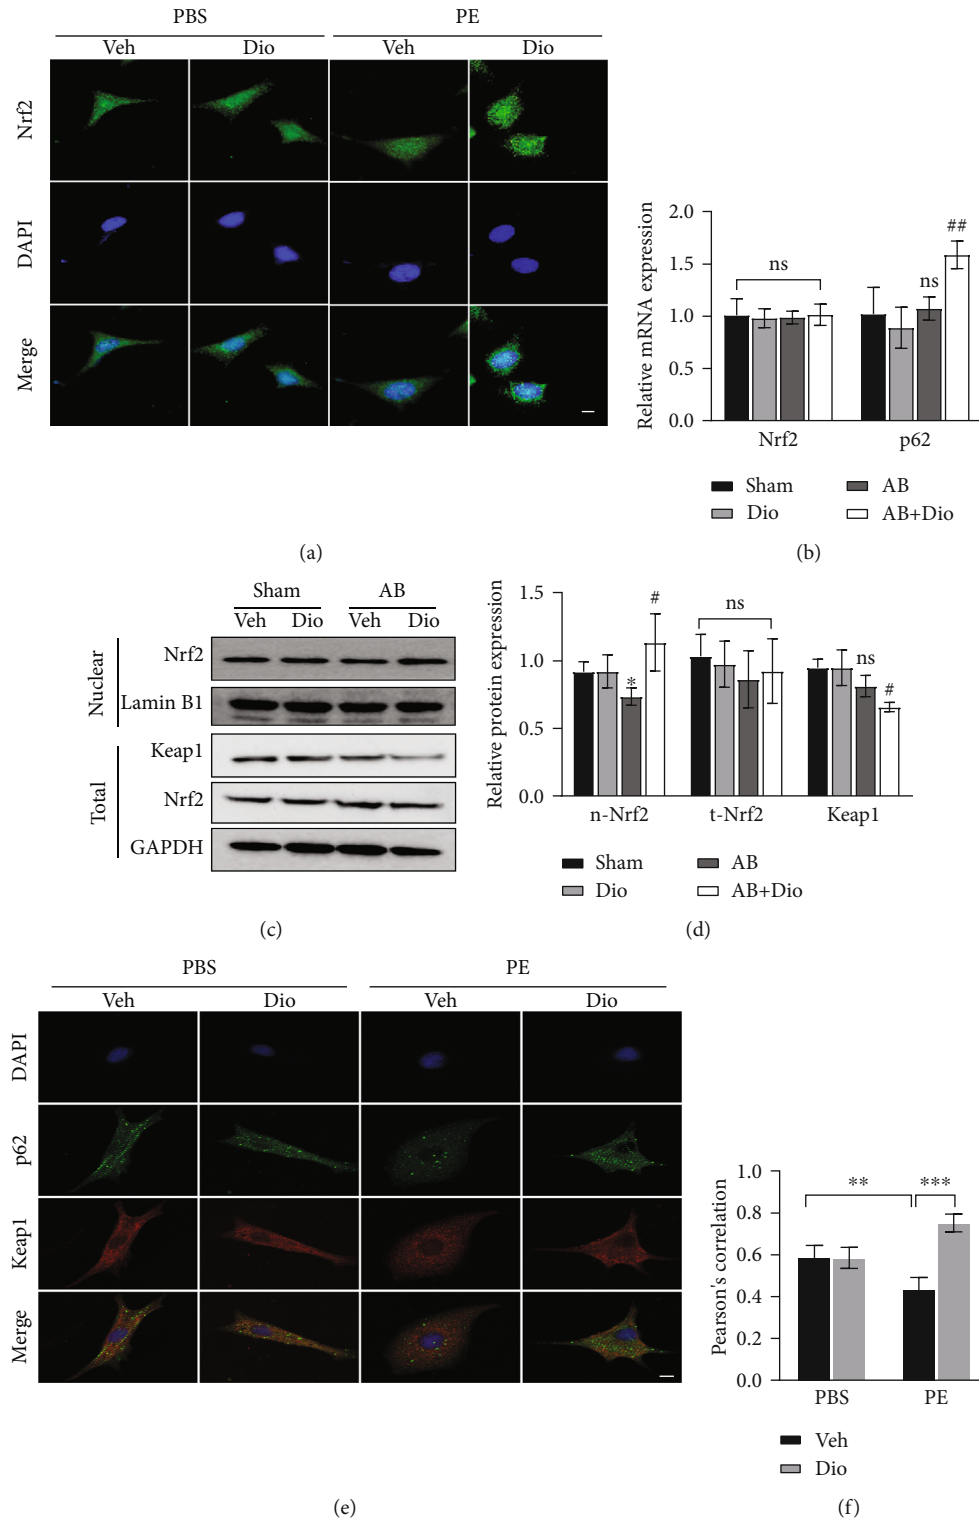 PBS PE
Veh Dio Veh Dio
Nrf2
DAPI
Merge
(a)
Relative mRNA expression
2.0
1.5
1.0
0.5
0.0
ns
ns
##
Nrf2 p62
Sham AB
Dio AB+Dio
(b)
Sham AB
Veh Dio Veh Dio
Nuclear
Nrf2
Lamin B1
Total
Keap1
Nrf2
GAPDH
(c)
Relative protein expression
1.5
1.0
0.5
0.0
*
#
ns
ns
#
n-Nrf2 t-Nrf2 Keap1
Sham AB
Dio AB+Dio
(d)
PBS PE
Veh Dio Veh Dio
DAPI
p62
Keap1
Merge
(e)
Pearson's correlation
1.0
0.8
0.6
0.4
0.2
0.0
** ***
PBS PE
Veh
Dio
(f)